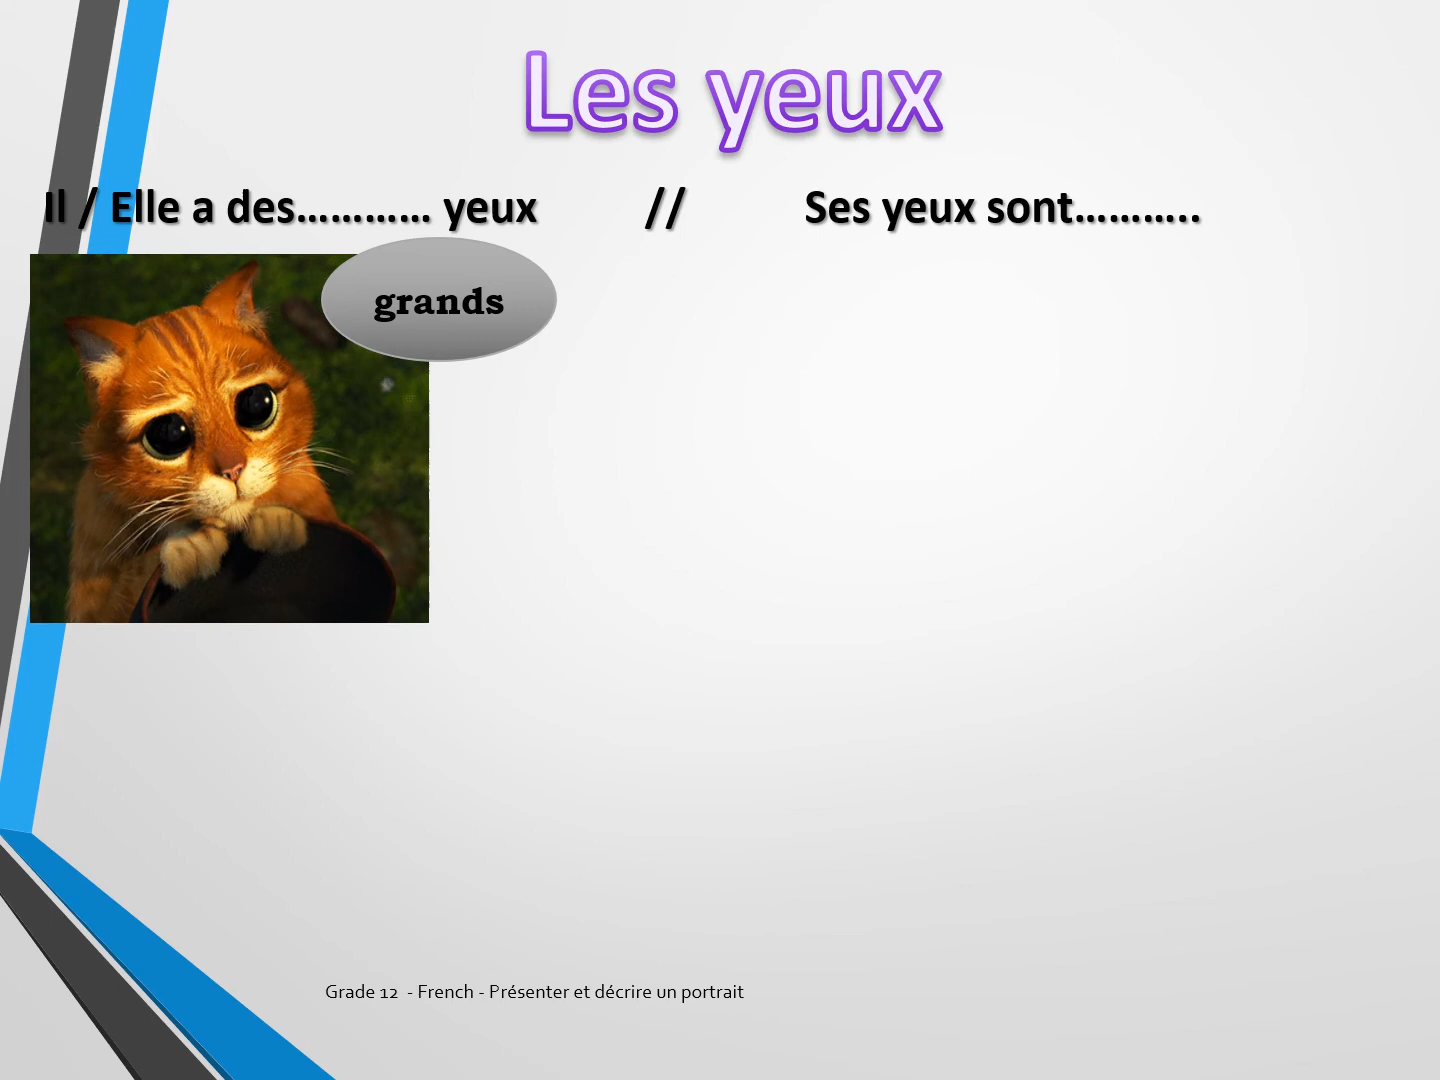 Les yeux
Il / Elle a des………… yeux // Ses yeux sont………..
grands
Grade 12 - French - Présenter et décrire un portrait